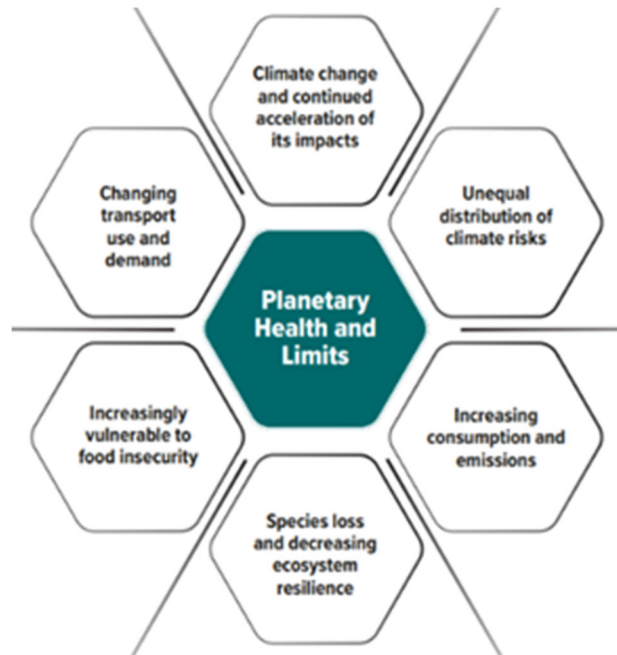 Climate change
and continued
acceleration of
its impacts
Changing
transport
use and
demand
Unequal
distribution of
climate risks
Planetary
Health and
Limits
Increasingly
vulnerable to
food insecurity
Increasing
consumption and
emissions
Species loss
and decreasing
ecosystem
resilience